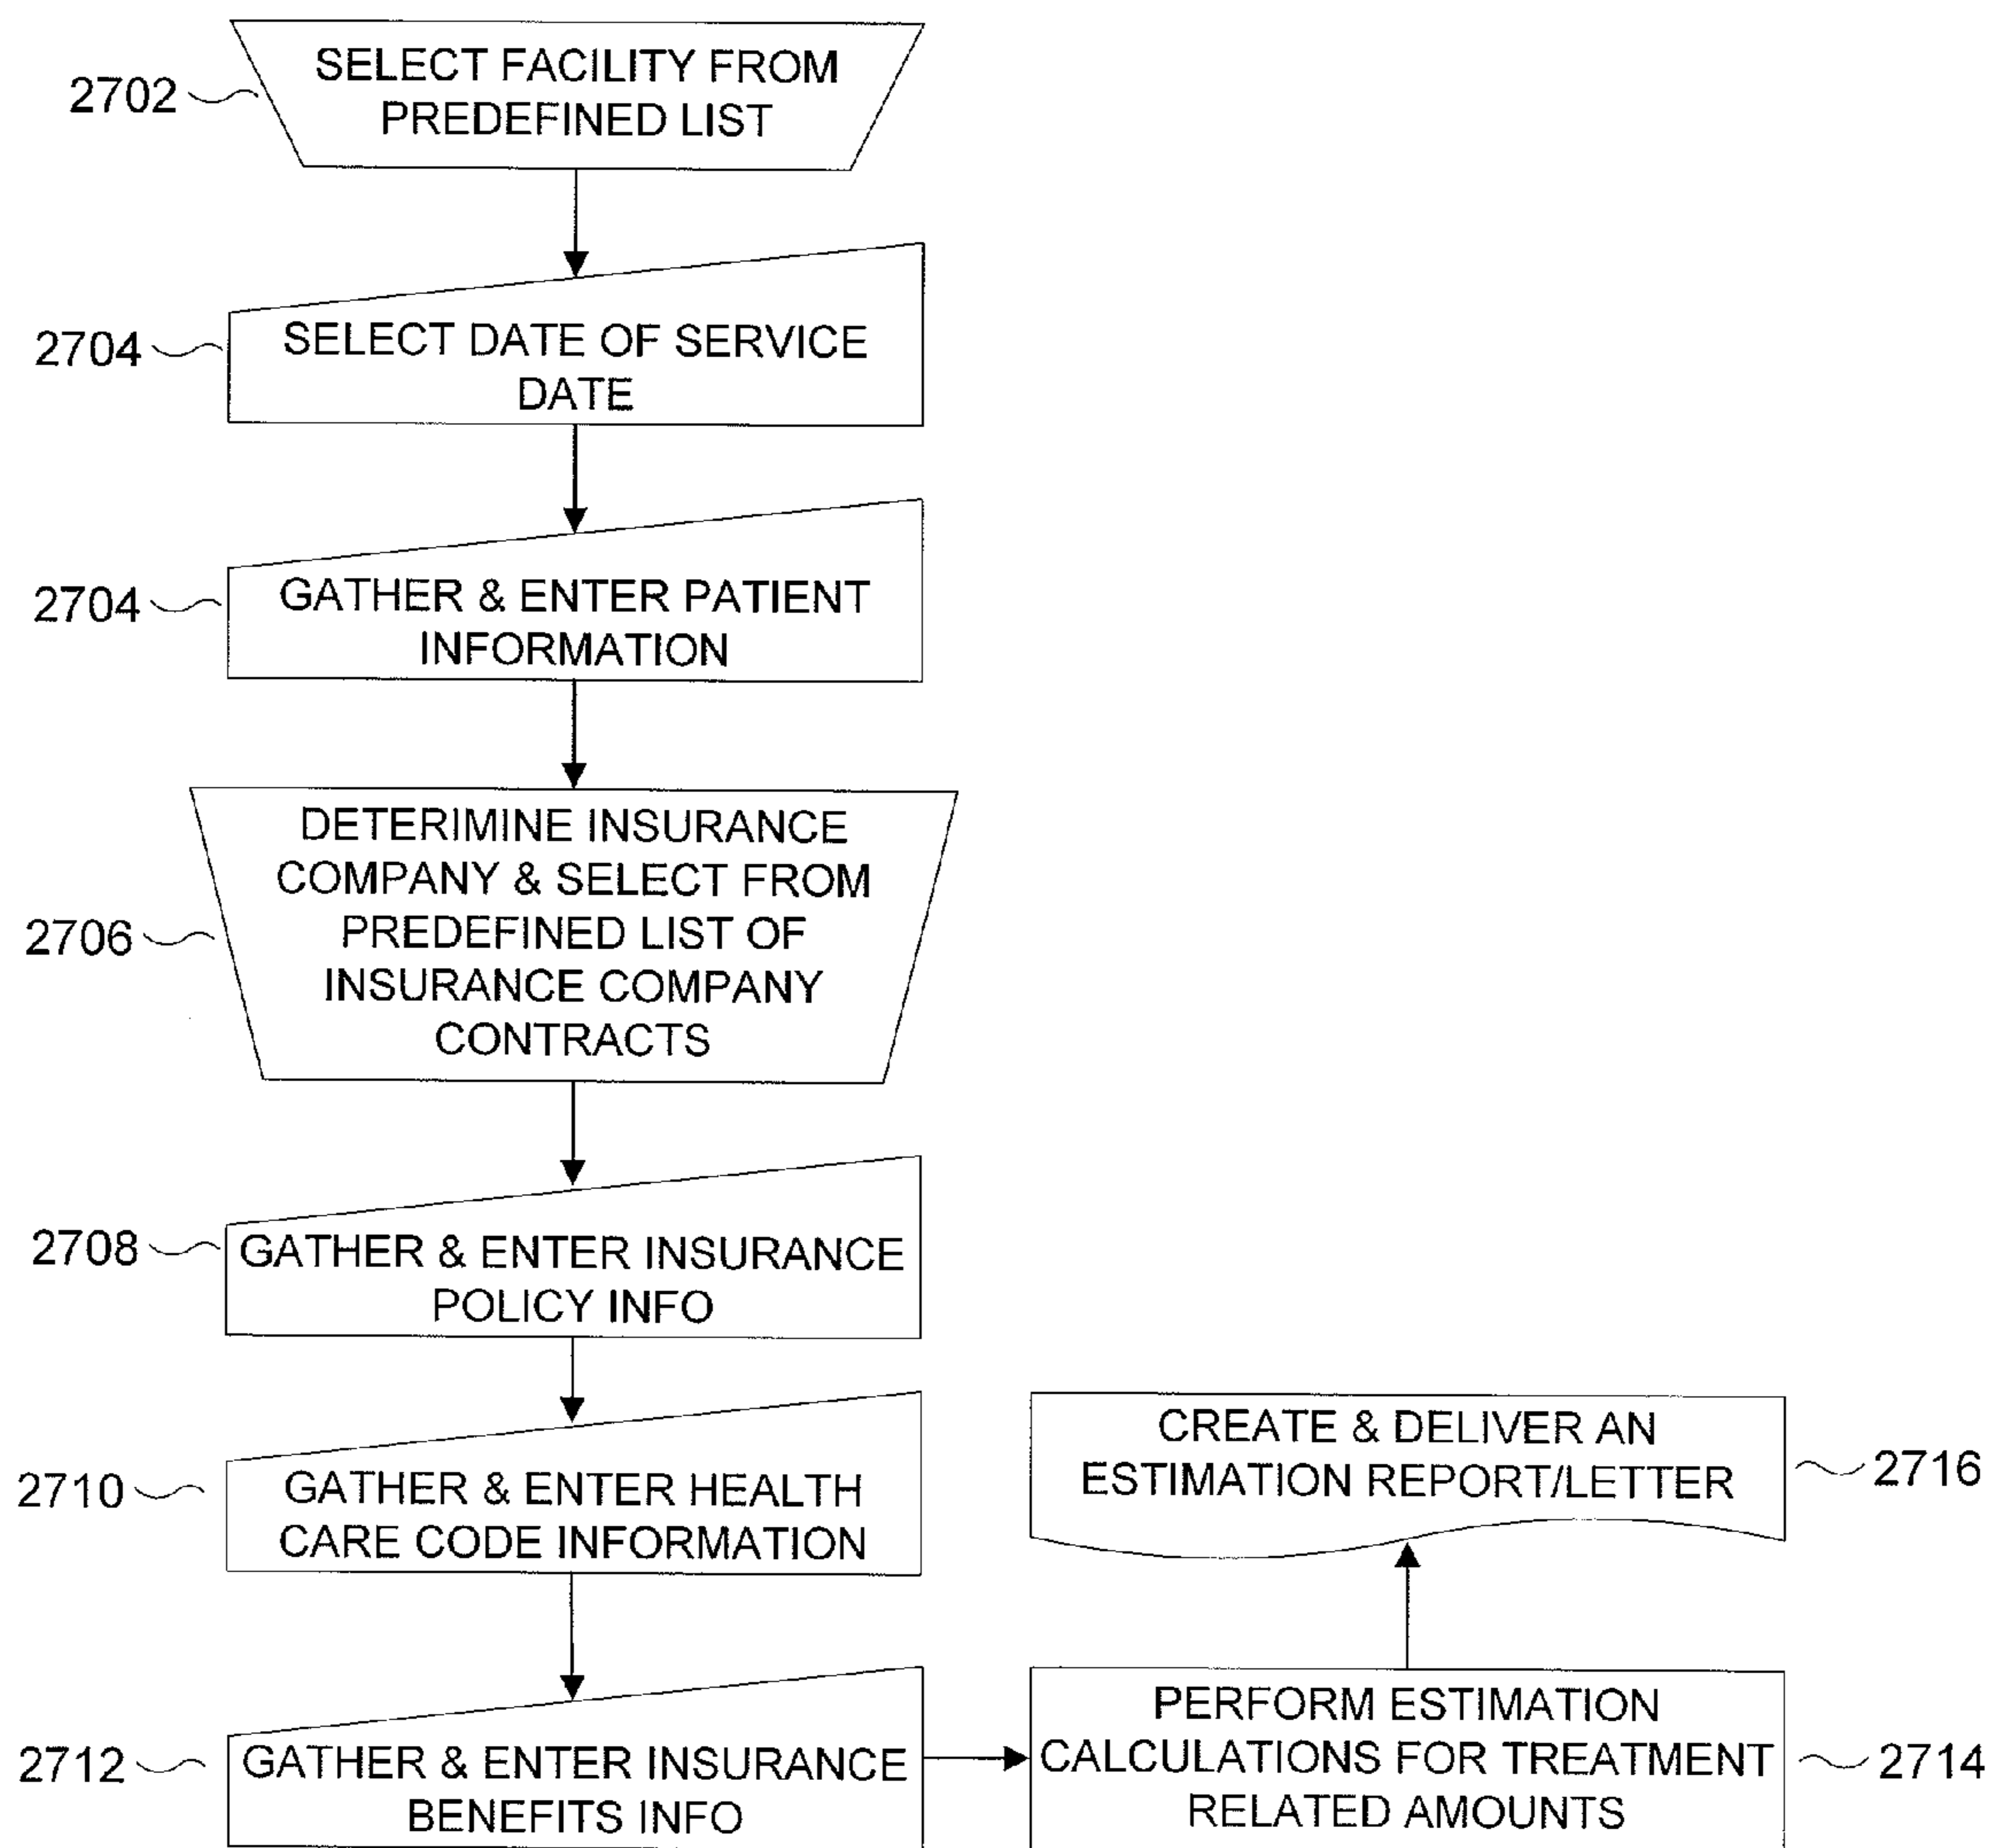 2702
SELECT FACILITY FROM
PREDEFINED LIST
2704
SELECT DATE OF SERVICE
DATE
2704
GATHER & ENTER PATIENT
INFORMATION
2706
DETERIMINE INSURANCE
COMPANY & SELECT FROM
PREDEFINED LIST OF
INSURANCE COMPANY
CONTRACTS
2708
GATHER & ENTER INSURANCE
POLICY INFO
2710
GATHER & ENTER HEALTH
CARE CODE INFORMATION
2712
GATHER & ENTER INSURANCE
BENEFITS INFO
PERFORM ESTIMATION
CALCULATIONS FOR TREATMENT
RELATED AMOUNTS
2714
CREATE & DELIVER AN
ESTIMATION REPORT/LETTER
2716